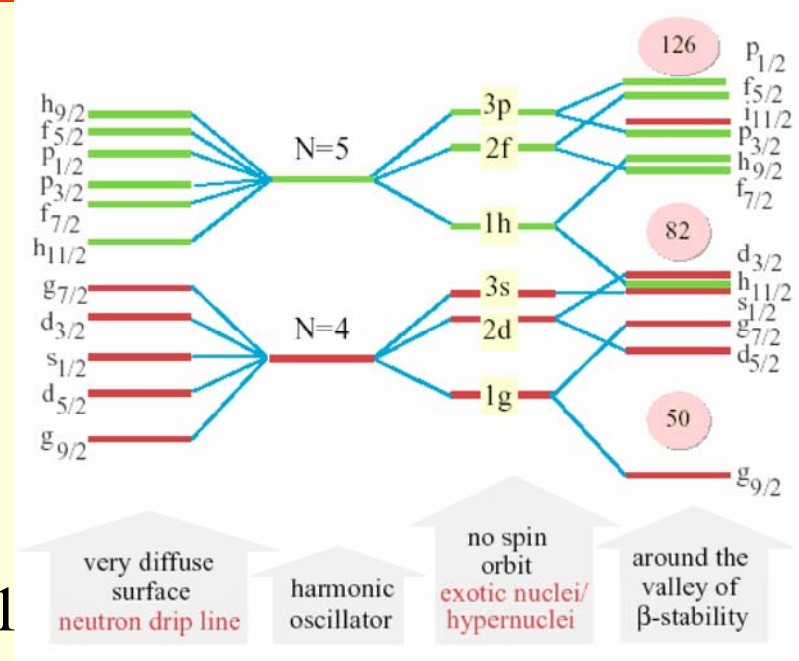 h9/2
f5/2
p1/2
p3/2
f7/2
h11/2
g7/2
d3/2
s1/2
d5/2
g9/2
N=5
N=4
3p
2f
1h
3s
2d
1g
126
82
50
p1/2
f5/2
i11/2
p3/2
h9/2
f7/2
d3/2
h11/2
s1/2
g7/2
d5/2
g9/2
very diffuse
surface
neutron drip line
harmonic
oscillator
no spin
orbit
exotic nuclei/
hypernuclei
around the
valley of
β-stability
1